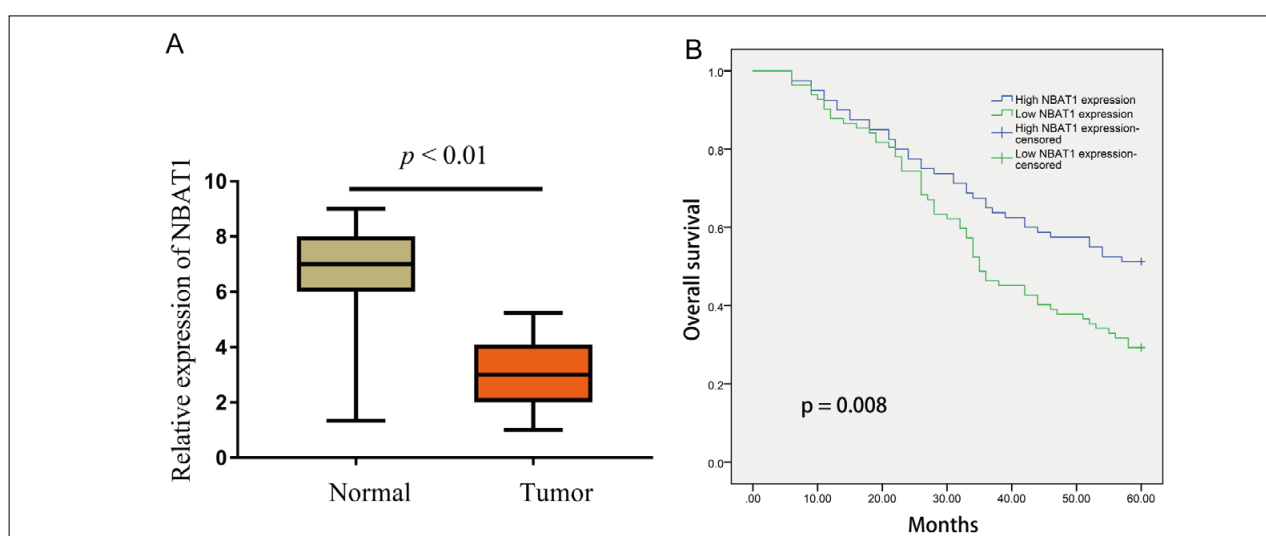 A
p < 0.01
Relative expression of NBAT1
10
8
6
4
2
0
Normal
Tumor
B
High NBAT1 expression
Low NBAT1 expression
High NBAT1 expression-
censored
Low NBAT1 expression-
censored
Overall survival
1.0
0.8
0.6
0.4
0.2
0.0
p = 0.008
.00
10.00
20.00
30.00
40.00
50.00
60.00
Months